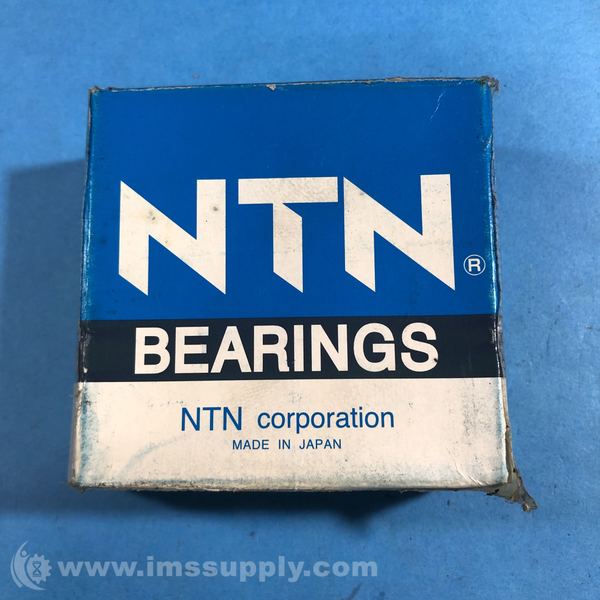 NTN®
BEARINGS
NTN corporation
MADE IN JAPAN
www.imssupply.com